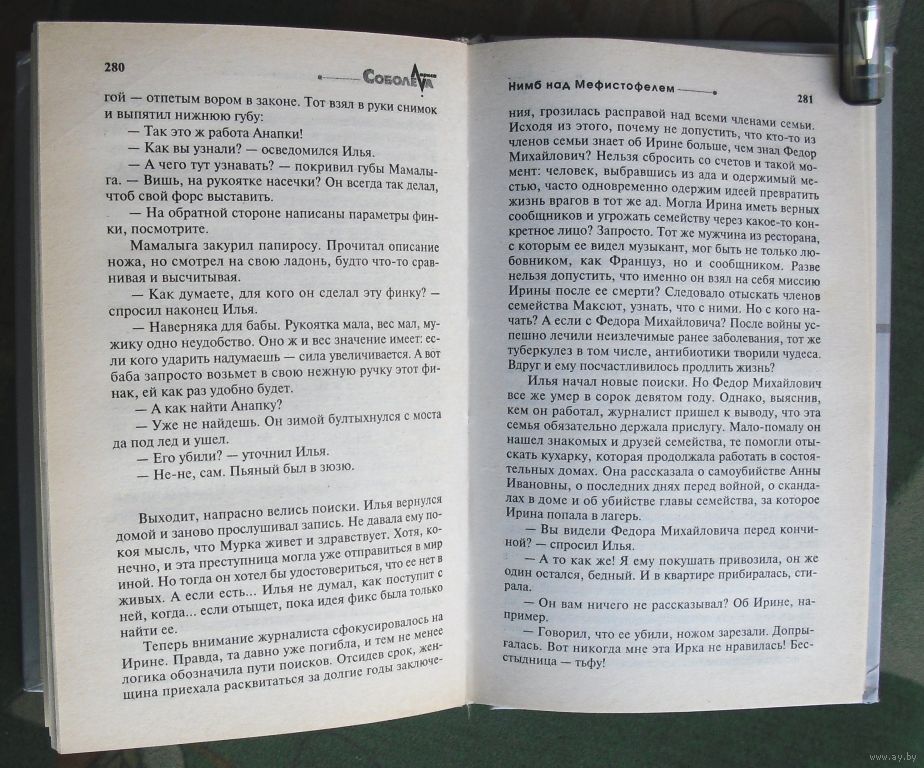 280
Лариса
СОБОЛЕVА
гой — отпетым вором в законе. Тот взял в руки снимок
и выпятил нижнюю губу:
— Так это ж работа Анапки!
— Как вы узнали? — осведомился Илья.
— А чего тут узнавать? — покривил губы Мамалы-
га. — Вишь, на рукоятке насечки? Он всегда так делал,
чтоб свой форс выставить.
— На обратной стороне написаны параметры фин-
ки, посмотрите.
Мамалыга закурил папиросу. Прочитал описание
ножа, но смотрел на свою ладонь, будто что-то срав-
нивая и высчитывая.
— Как думаете, для кого он сделал эту финку? —
спросил наконец Илья.
— Наверняка для бабы. Рукоятка мала, вес мал, му-
жику одно неудобство. Оно ж и вес значение имеет: ес-
ли кого ударить надумаешь — сила увеличивается. А вот
баба запросто возьмет в свою нежную ручку этот фи-
нак, ей как раз удобно будет.
— А как найти Анапку?
— Уже не найдешь. Он зимой бултыхнулся с моста
да под лед и ушел.
— Его убили? — уточнил Илья.
— Не-не, сам. Пьяный был в зюзю.
Выходит, напрасно велись поиски. Илья вернулся
домой и заново прослушивал запись. Не давала ему по-
коя мысль, что Мурка живет и здравствует. Хотя, ко-
нечно, и эта преступница могла уже отправиться в мир
иной. Но тогда он хотел бы удостовериться, что ее нет в
живых. А если есть... Илья не думал, как поступит с
ней, когда... если отыщет, пока идея фикс была только
найти ее.
Теперь внимание журналиста сфокусировалось на
Ирине. Правда, та давно уже погибла, и тем не менее
логика обозначила пути поисков. Отсидев срок, жен-
щина приехала расквитаться за долгие годы заключе-
Нимб над Мефистофелем
281
ния, грозилась расправой над всеми членами семьи.
Исходя из этого, почему не допустить, что кто-то из
членов семьи знает об Ирине больше, чем знал Федор
Михайлович? Нельзя сбросить со счетов и такой мо-
мент: человек, выбравшись из ада и одержимый ме-
стью, часто одновременно одержим идеей превратить
жизнь врагов в тот же ад. Могла Ирина иметь верных
сообщников и угрожать семейству через какое-то кон-
кретное лицо? Запросто. Тот же мужчина из ресторана,
с которым ее видел музыкант, мог быть не только лю-
бовником, как Француз, но и сообщником. Разве
нельзя допустить, что именно он взял на себя миссию
Ирины после ее смерти? Следовало отыскать членов
семейства Максют, узнать, что с ними. Но с кого на-
чать? А если с Федора Михайловича? После войны ус-
пешно лечили неизлечимые ранее заболевания, тот же
туберкулез в том числе, антибиотики творили чудеса.
Вдруг и ему посчастливилось продлить жизнь?
Илья начал новые поиски. Но Федор Михайлович
все же умер в сорок девятом году. Однако, выяснив,
кем он работал, журналист пришел к выводу, что эта
семья обязательно держала прислугу. Мало-помалу он
нашел знакомых и друзей семейства, те помогли оты-
скать кухарку, которая продолжала работать в состоя-
тельных домах. Она рассказала о самоубийстве Анны
Ивановны, о последних днях перед войной, о сканда-
лах в доме и об убийстве главы семейства, за которое
Ирина попала в лагерь.
— Вы видели Федора Михайловича перед кончи-
ной? — спросил Илья.
— А то как же! Я ему покушать привозила, он же
один остался, бедный. И в квартире прибиралась, сти-
рала.
— Он вам ничего не рассказывал? Об Ирине, на-
пример.
— Говорил, что ее убили, ножом зарезали. Допры-
галась. Вот никогда мне эта Ирка не нравилась! Бес-
стыдница — тьфу!
www.ay.by